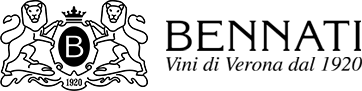 B
1920
BENNATI
Vini di Verona dal 1920